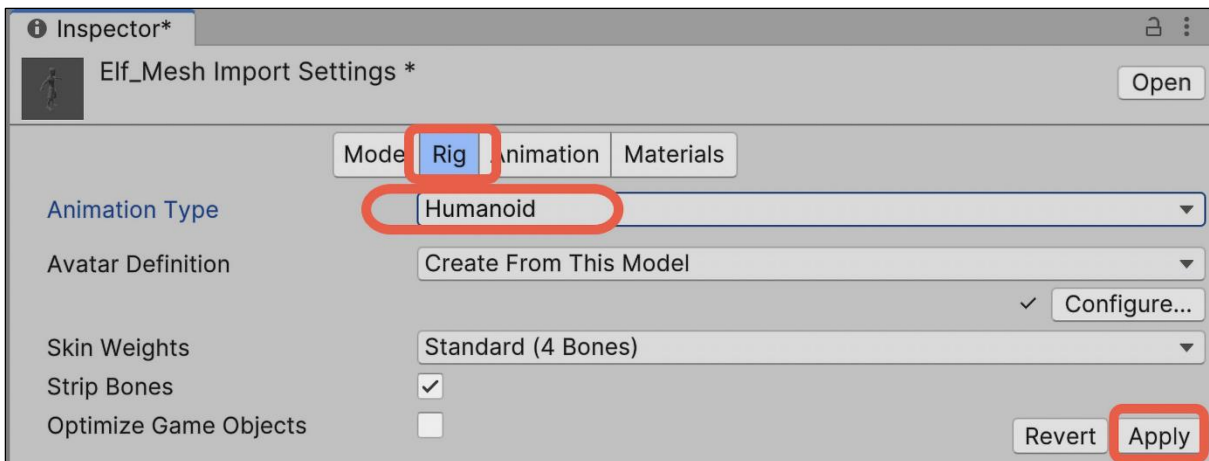 Inspector*
Elf_Mesh Import Settings *
Open
Mode Rig nimation Materials
Animation Type Humanoid
Avatar Definition Create From This Model
Configure...
Skin Weights Standard (4 Bones)
Strip Bones
Optimize Game Objects
Revert Apply